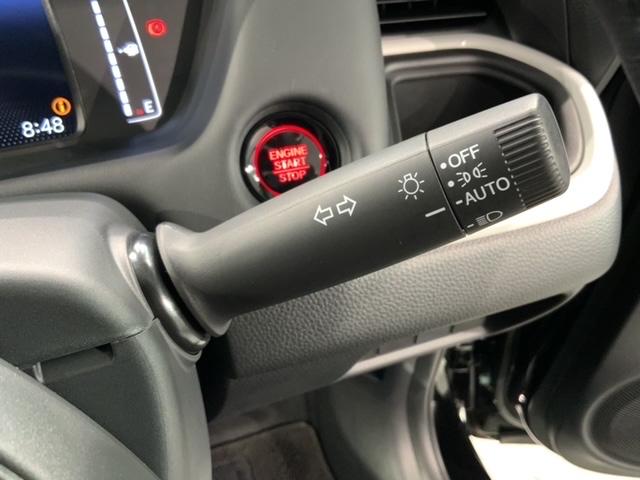 E
8:48
ENGINE
START
STOP
OFF
AUTO